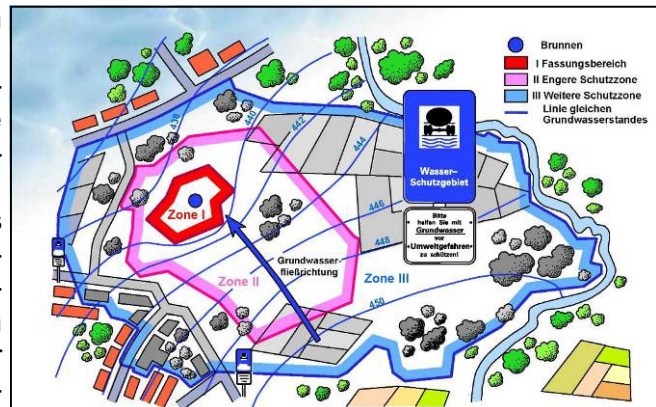 Brunnen
I Fassungsbereich
II Engere Schutzzone
III Weitere Schutzzone
Linie gleichen
Grundwasserstandes
438
440
442
444
Wasser-
Schutzgebiet
446
Zone I
Bitte
helfen Sie mit
Grundwasser
vor
Umweltgefahren
zu schützen!
448
Grundwasser-
fließrichtung
Zone II
Zone III
450